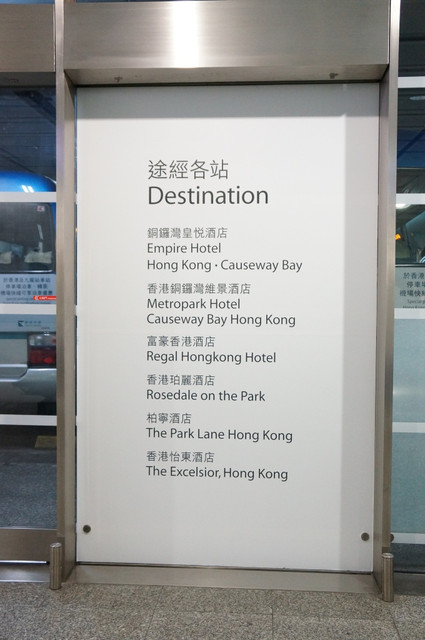 途經各站
Destination
銅鑼灣皇悦酒店
Empire Hotel
Hong Kong · Causeway Bay
香港銅鑼灣維景酒店
Metropark Hotel
Causeway Bay Hong Kong
富豪香港酒店
Regal Hongkong Hotel
香港珀麗酒店
Rosedale on the Park
柏寧酒店
The Park Lane Hong Kong
香港怡東酒店
The Excelsior, Hong Kong